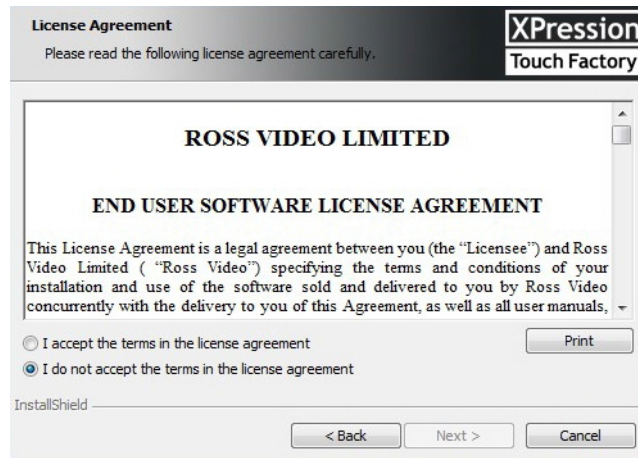 License Agreement
Please read the following license agreement carefully.
XPression
Touch Factory
ROSS VIDEO LIMITED
END USER SOFTWARE LICENSE AGREEMENT
This License Agreement is a legal agreement between you (the “Licensee”) and Ross
Video Limited ( “Ross Video”) specifying the terms and conditions of your
installation and use of the software sold and delivered to you by Ross Video
concurrently with the delivery to you of this Agreement, as well as all user manuals,
I accept the terms in the license agreement
Print
I do not accept the terms in the license agreement
InstallShield
< Back
Next >
Cancel